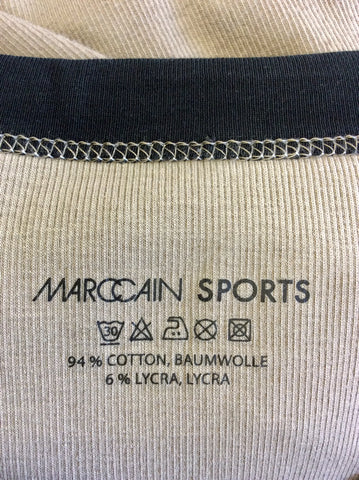 MARCCAIN SPORTS
30
94 % COTTON, BAUMWOLLE
6 % LYCRA, LYCRA